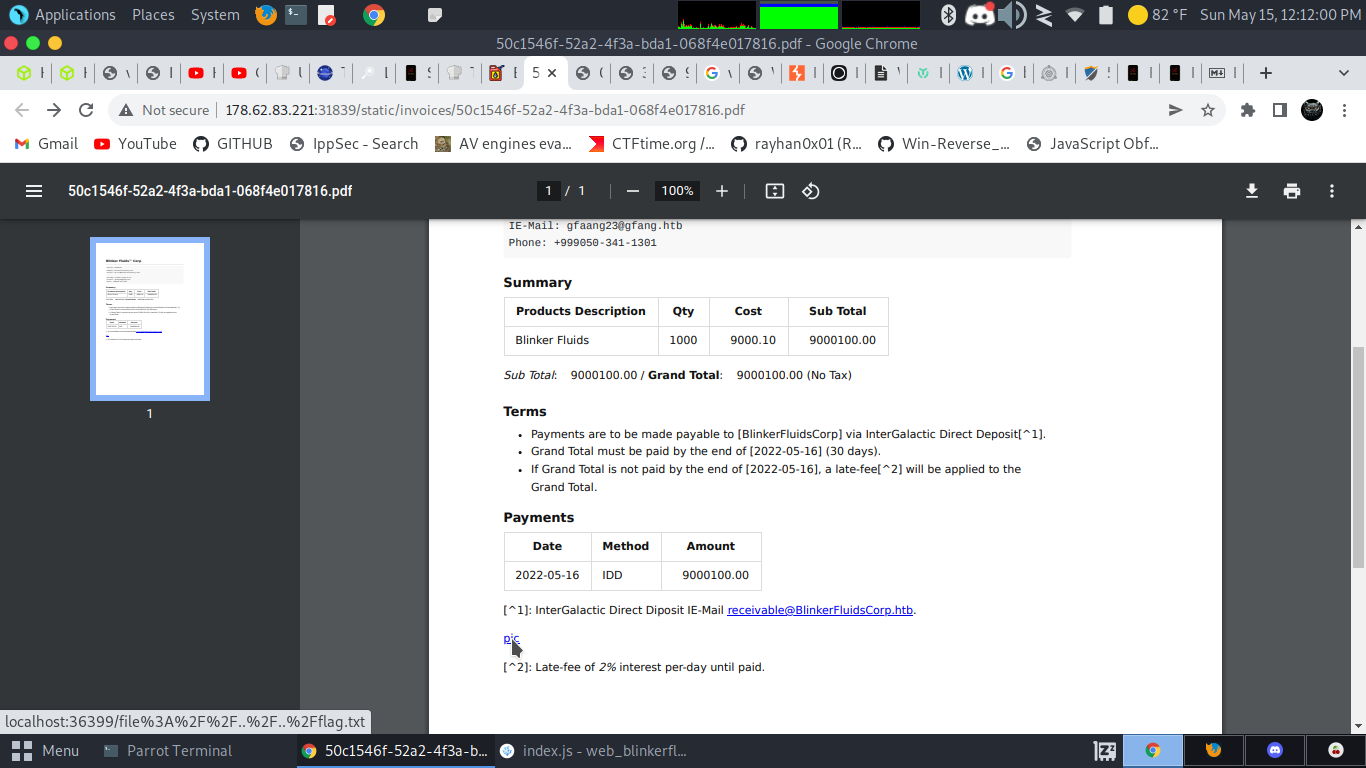 Applications Places System 82 °F Sun May 15, 12:12:00 PM
50c1546f-52a2-4f3a-bda1-068f4e017816.pdf - Google Chrome
Not secure 178.62.83.221:31839/static/invoices/50c1546f-52a2-4f3a-bda1-068f4e017816.pdf
Gmail YouTube GITHUB IppSec - Search AV engines eva... CTFtime.org /... rayhan0x01 (R... Win-Reverse_... JavaScript Obf...
50c1546f-52a2-4f3a-bda1-068f4e017816.pdf 1 / 1 100%
IE-Mail: gfaang23@gfang.htb
Phone: +999050-341-1301
Summary
Products Description Qty Cost Sub Total
Blinker Fluids 1000 9000.10 9000100.00
Sub Total: 9000100.00 / Grand Total: 9000100.00 (No Tax)
Terms
• Payments are to be made payable to [BlinkerFluidsCorp] via InterGalactic Direct Deposit[^1].
• Grand Total must be paid by the end of [2022-05-16] (30 days).
• If Grand Total is not paid by the end of [2022-05-16], a late-fee[^2] will be applied to the
Grand Total.
Payments
Date Method Amount
2022-05-16 IDD 9000100.00
[^1]: InterGalactic Direct Diposit IE-Mail receivable@BlinkerFluidsCorp.htb.
pic
[^2]: Late-fee of 2% interest per-day until paid.
1
localhost:36399/file%3A%2F%2F..%2F..%2Fflag.txt
Menu Parrot Terminal 50c1546f-52a2-4f3a-b... index.js - web_blinkerfl...